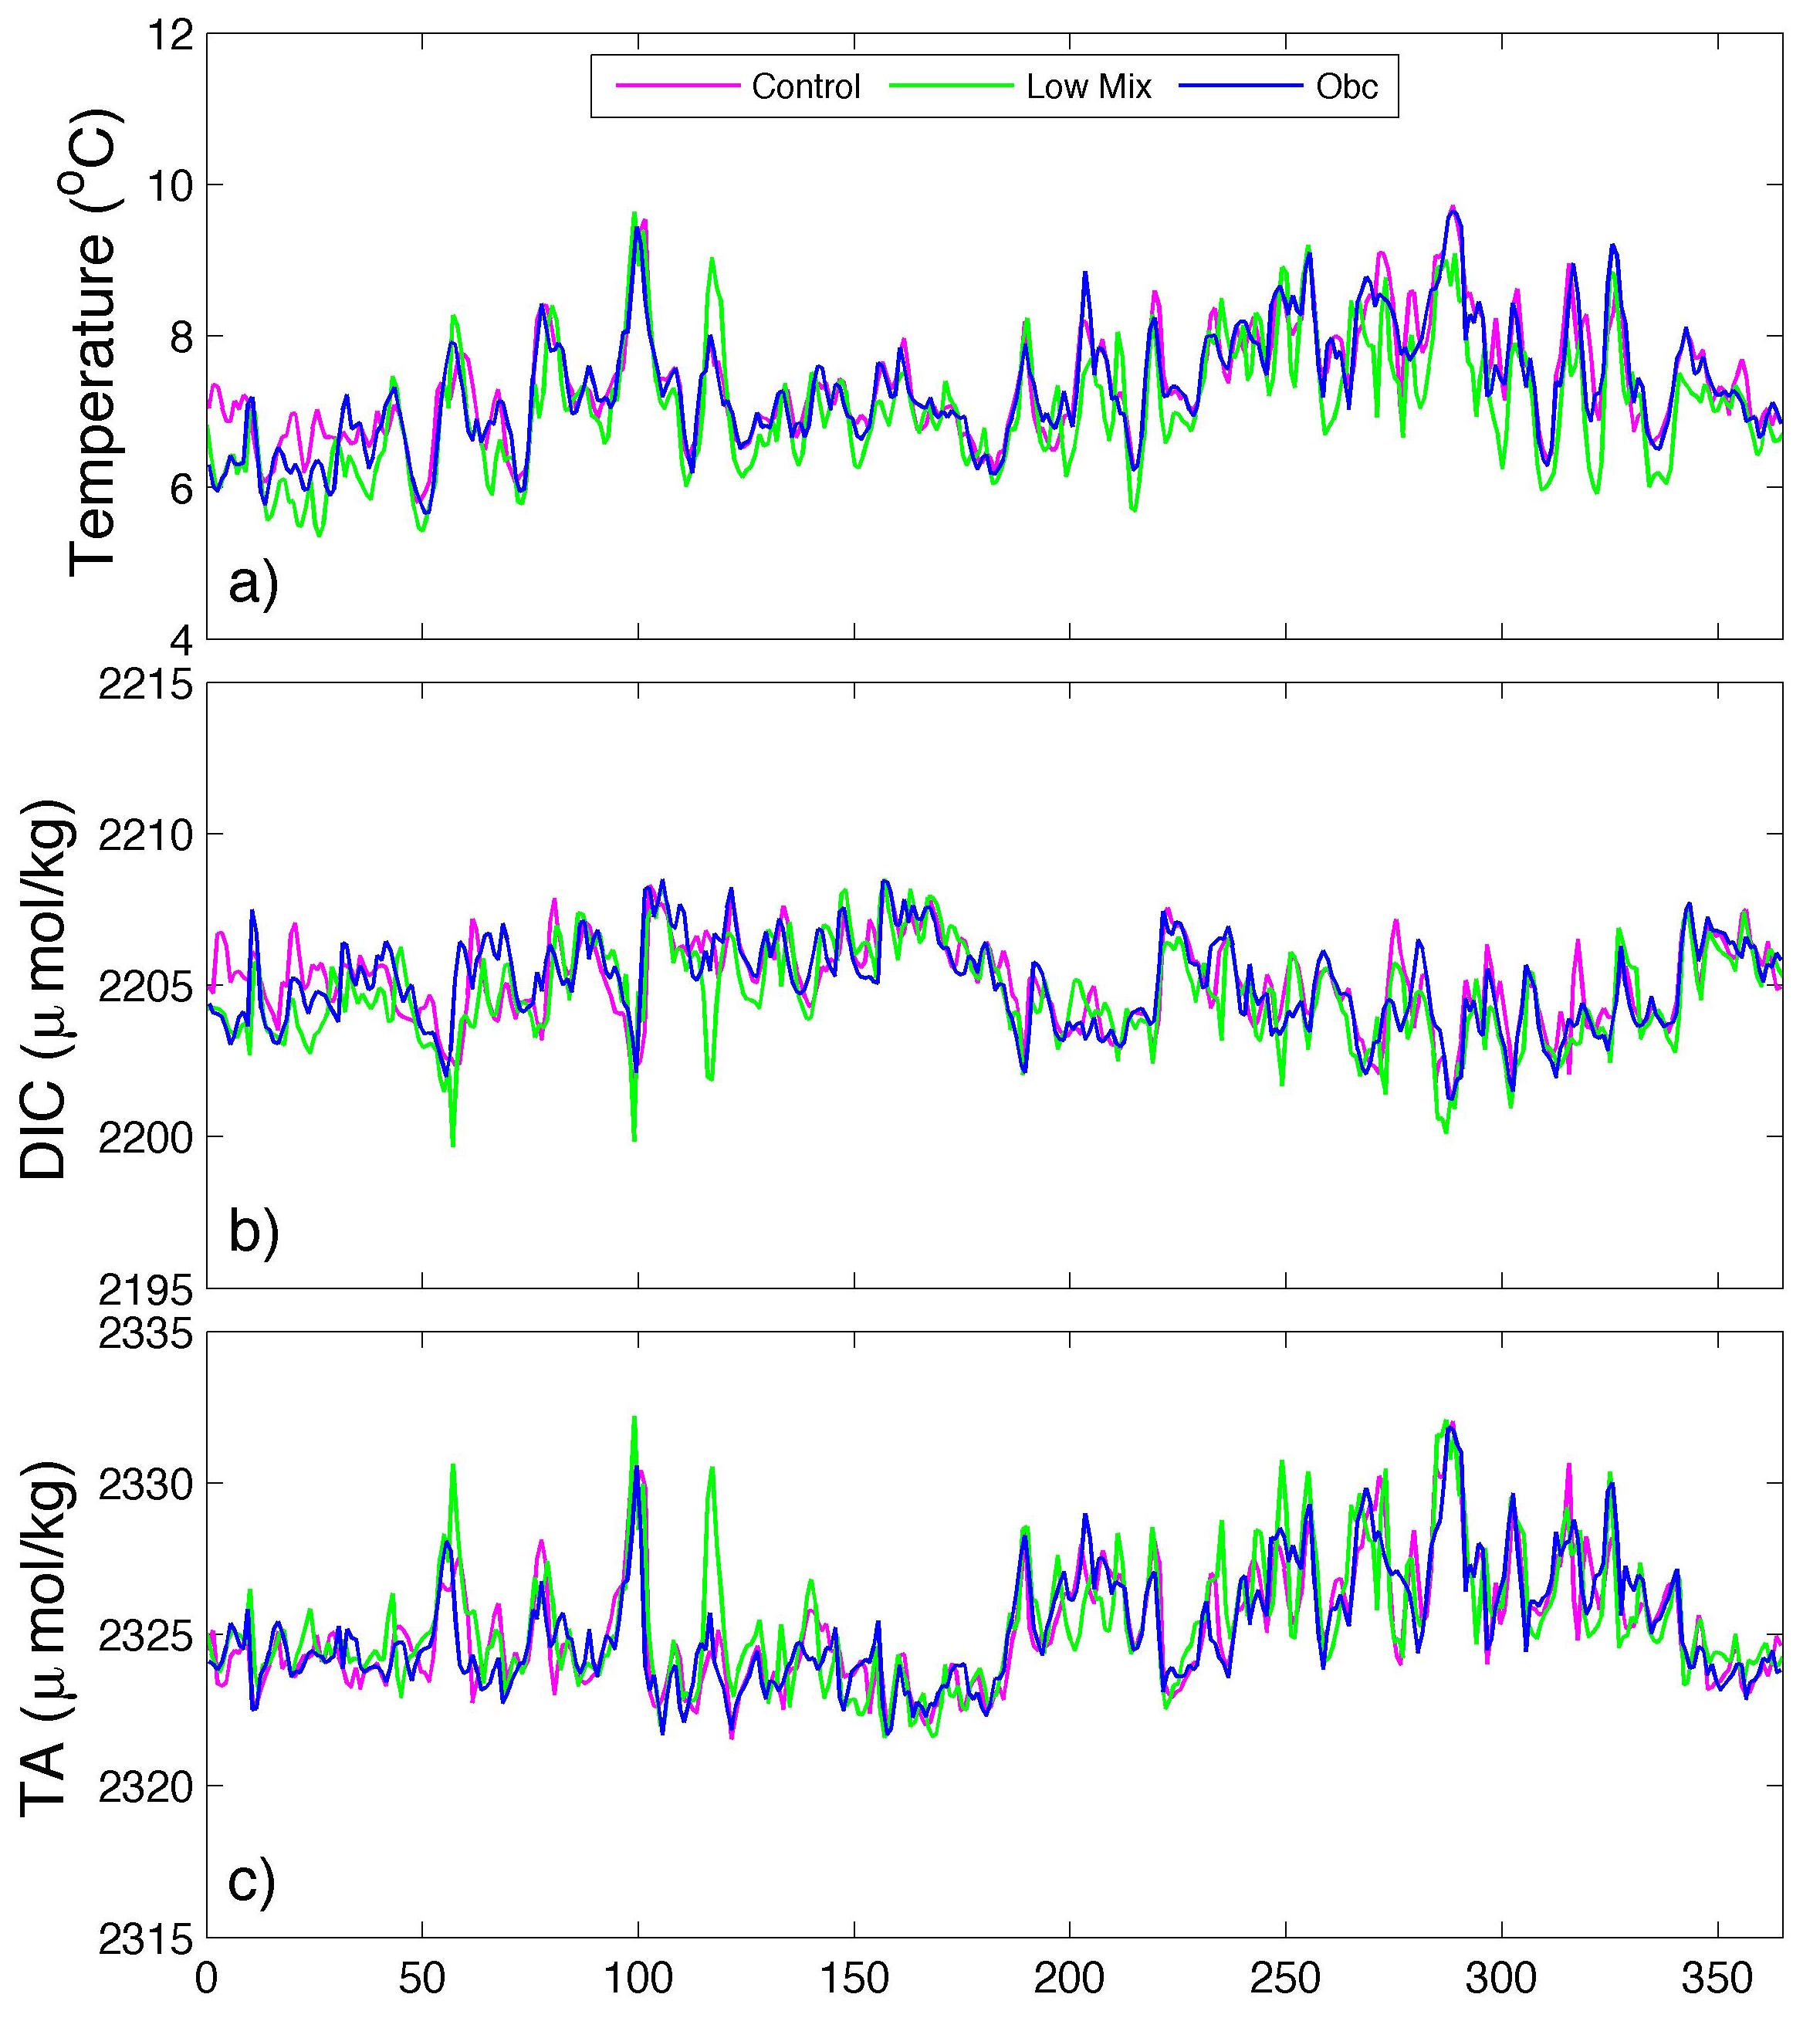 12
Control Low Mix Obc
10
8
6
4
Temperature (°C)
a)
2215
2210
2205
2200
2195
DIC (μ mol/kg)
b)
2335
2330
2325
2320
2315
TA (μ mol/kg)
c)
0 50 100 150 200 250 300 350